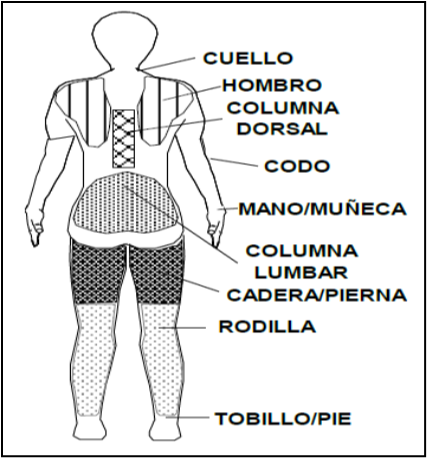 CUELLO
HOMBRO
COLUMNA
DORSAL
CODO
MANO/MUÑECA
COLUMNA
LUMBAR
CADERA/PIERNA
RODILLA
TOBILLO/PIE